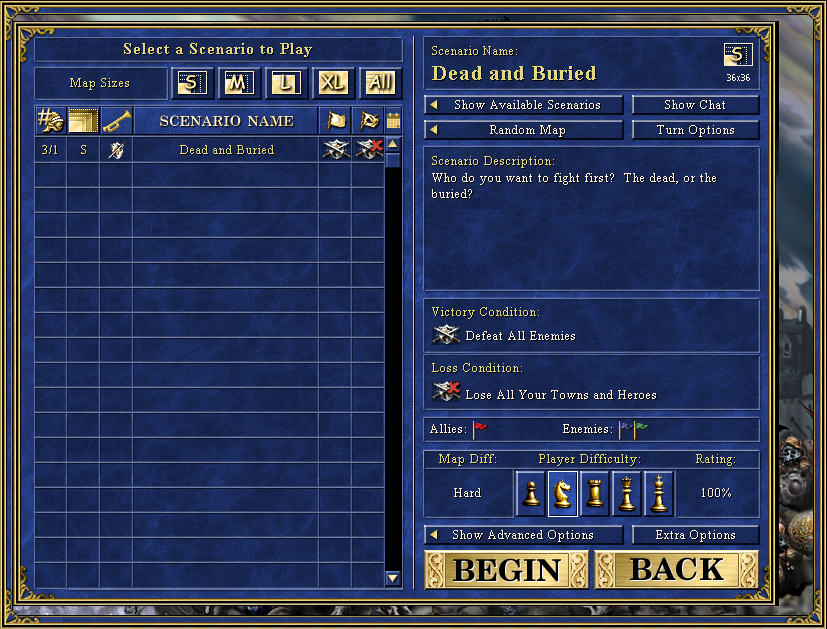 Select a Scenario to Play
Map Sizes
S
M
L
XL
All
#
SCENARIO NAME
3/1
S
Dead and Buried
Scenario Name:
Dead and Buried
S
36x36
Show Available Scenarios
Show Chat
Random Map
Turn Options
Scenario Description:
Who do you want to fight first?  The dead, or the
buried?
Victory Condition:
Defeat All Enemies
Loss Condition:
Lose All Your Towns and Heroes
Allies:
Enemies:
Map Diff:
Player Difficulty:
Rating:
Hard
100%
Show Advanced Options
Extra Options
BEGIN
BACK